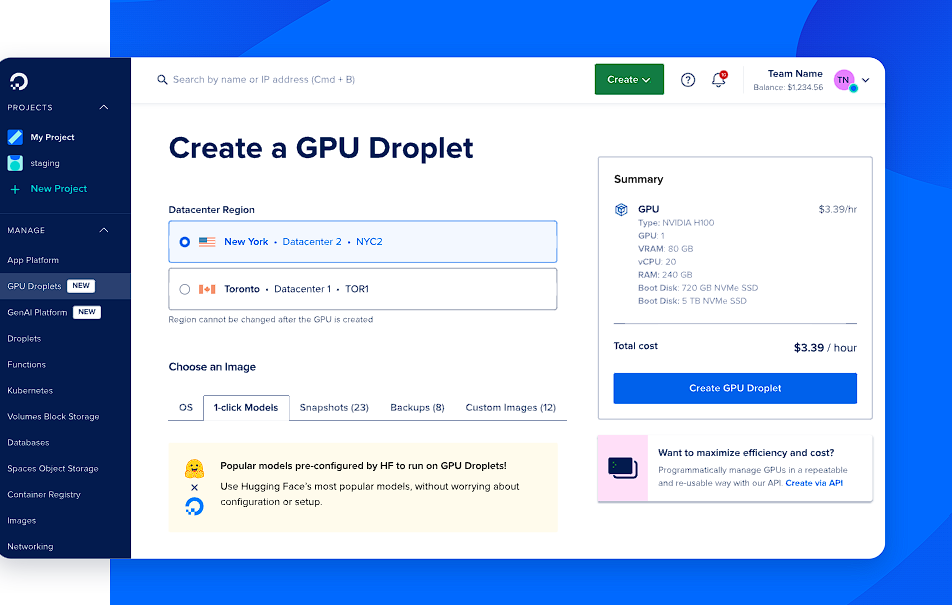 PROJECTS
My Project
staging
New Project
MANAGE
App Platform
GPU Droplets NEW
GenAI Platform NEW
Droplets
Functions
Kubernetes
Volumes Block Storage
Databases
Spaces Object Storage
Container Registry
Images
Networking
Search by name or IP address (Cmd + B)
Create
?
Team Name
Balance: $1,234.56
TN
Create a GPU Droplet
Datacenter Region
New York • Datacenter 2 • NYC2
Toronto • Datacenter 1 • TOR1
Region cannot be changed after the GPU is created
Choose an Image
OS
1-click Models
Snapshots (23)
Backups (8)
Custom Images (12)
Popular models pre-configured by HF to run on GPU Droplets!
Use Hugging Face's most popular models, without worrying about
configuration or setup.
Summary
GPU $3.39/hr
Type: NVIDIA H100
GPU: 1
VRAM: 80 GB
vCPU: 20
RAM: 240 GB
Boot Disk: 720 GB NVMe SSD
Boot Disk: 5 TB NVMe SSD
Total cost $3.39 / hour
Create GPU Droplet
Want to maximize efficiency and cost?
Programmatically manage GPUs in a repeatable
and re-usable way with our API. Create via API